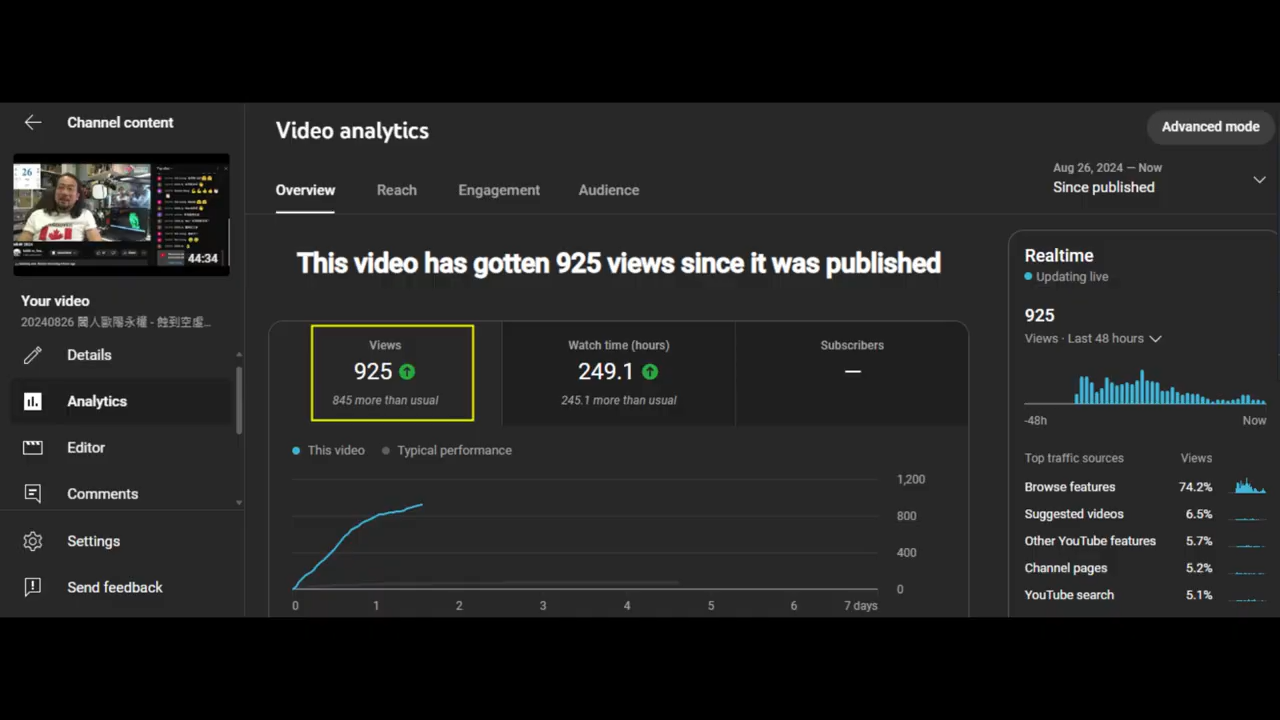 Channel content
26
44:34
Your video
20240826 閩人歐陽永權 - 蝕到空虛...
Details
Analytics
Editor
Comments
Settings
Send feedback
Video analytics
Advanced mode
Aug 26, 2024 — Now
Since published
Overview
Reach
Engagement
Audience
This video has gotten 925 views since it was published
Views
925
845 more than usual
Watch time (hours)
249.1
245.1 more than usual
Subscribers
—
This video
Typical performance
1,200
800
400
0
0 1 2 3 4 5 6 7 days
Realtime
Updating live
925
Views · Last 48 hours
-48h Now
Top traffic sources Views
Browse features 74.2%
Suggested videos 6.5%
Other YouTube features 5.7%
Channel pages 5.2%
YouTube search 5.1%